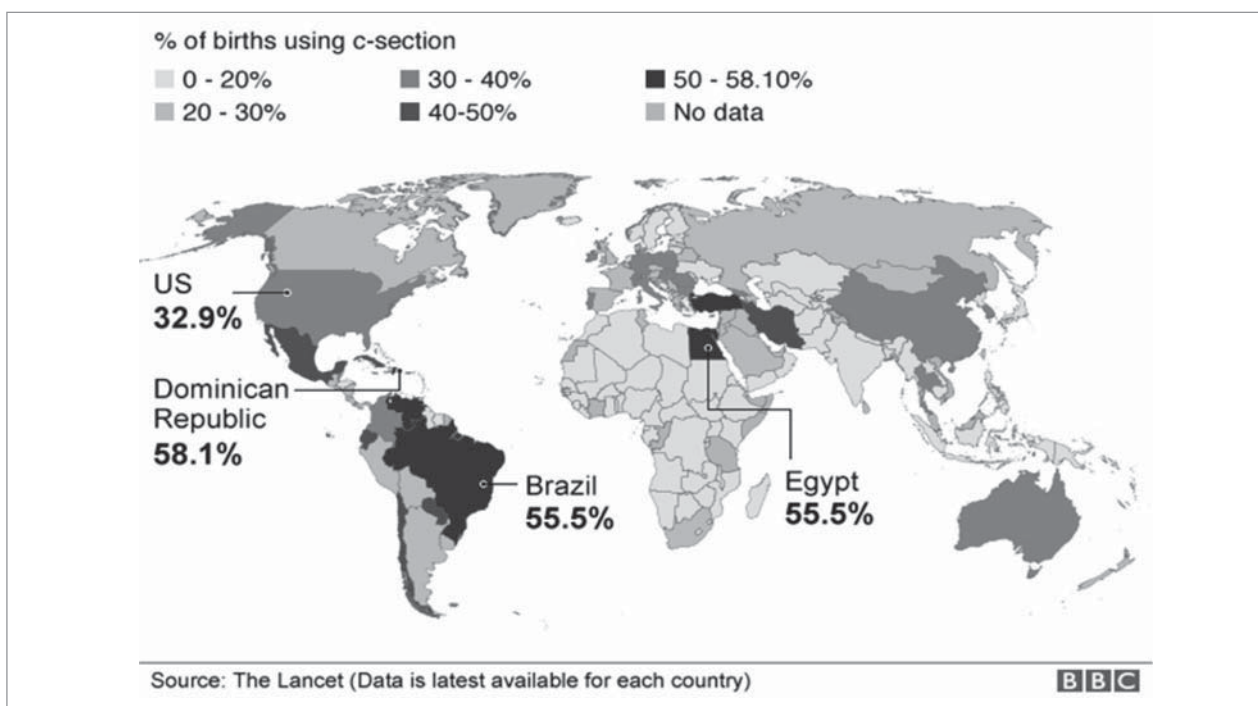 % of births using c-section
0 - 20%
30 - 40%
50 - 58.10%
20 - 30%
40-50%
No data
US
32.9%
Dominican
Republic
58.1%
Brazil
55.5%
Egypt
55.5%
Source: The Lancet (Data is latest available for each country)
BBC